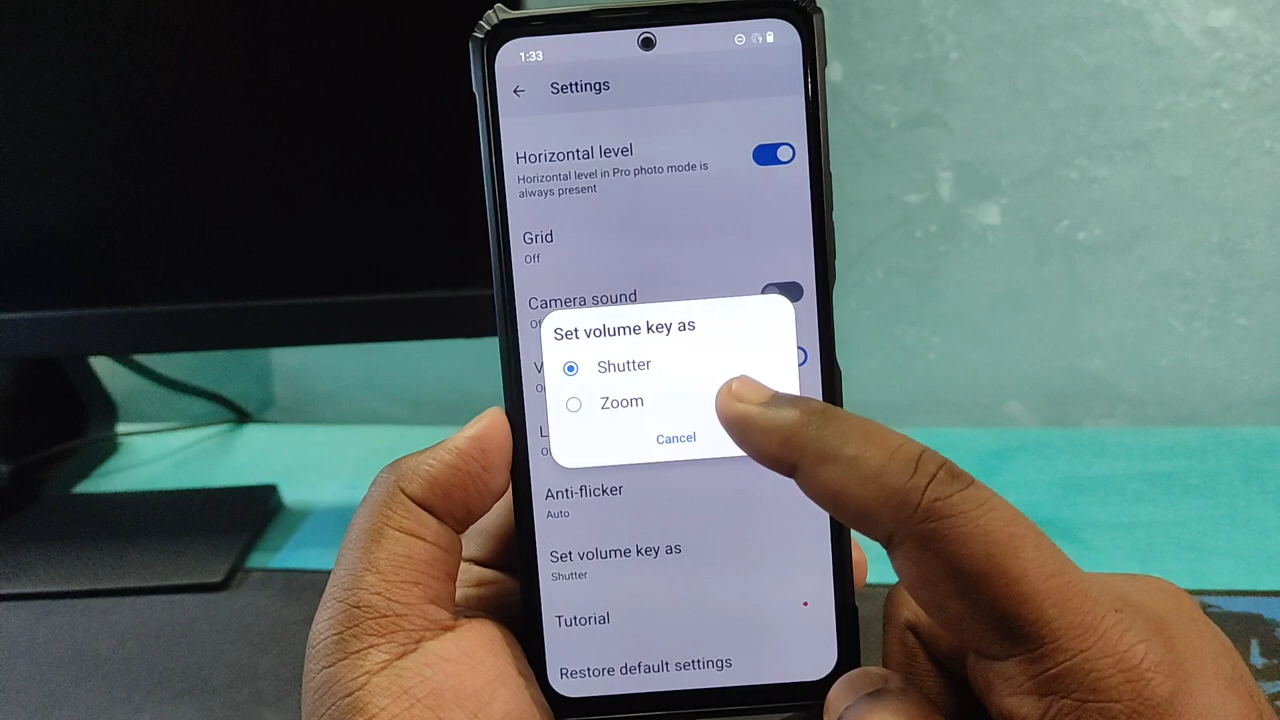 1:33
Settings
Horizontal level
Horizontal level in Pro photo mode is
always present
Grid
Off
Camera sound
Set volume key as
Shutter
Zoom
Cancel
Anti-flicker
Auto
Set volume key as
Shutter
Tutorial
Restore default settings